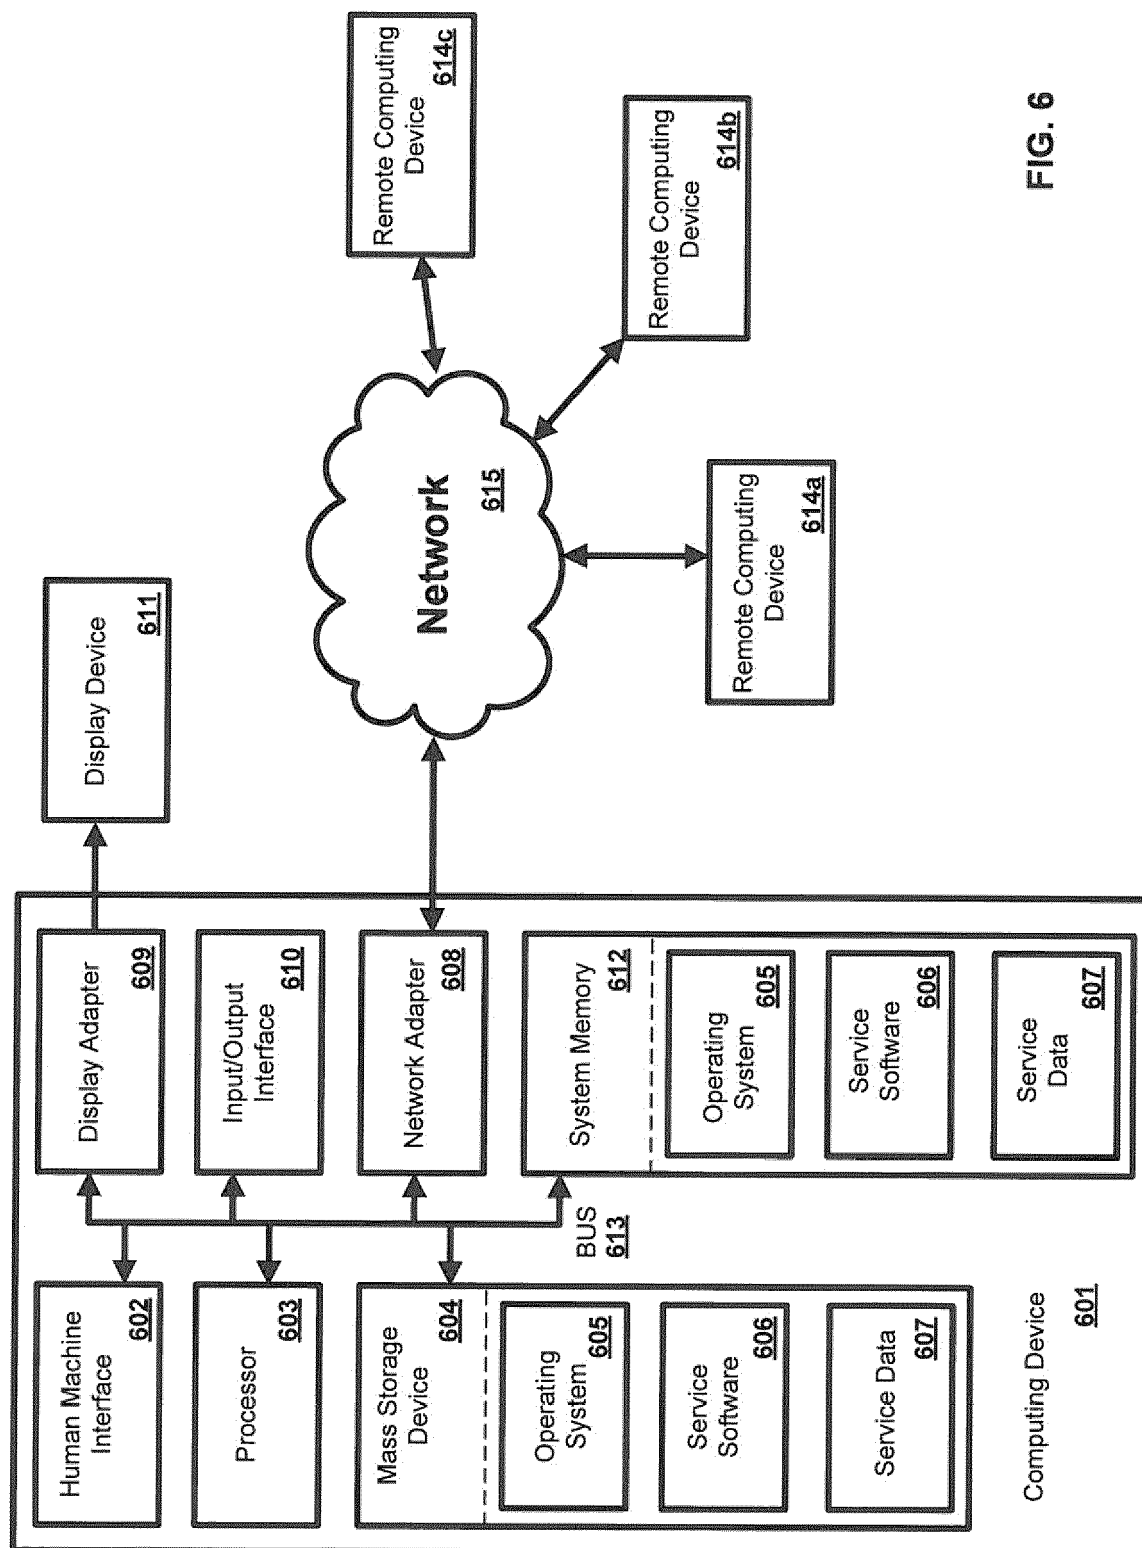 Human Machine
Interface
602
Processor
603
Mass Storage
Device
604
Operating
System
605
Service
Software
606
Service Data
607
Computing Device
601
BUS
613
Display Adapter
609
Input/Output
Interface
610
Network Adapter
608
System Memory
612
Operating
System
605
Service
Software
606
Service
Data
607
Display Device
611
Network
615
Remote Computing
Device
614a
Remote Computing
Device
614b
Remote Computing
Device
614c
FIG. 6